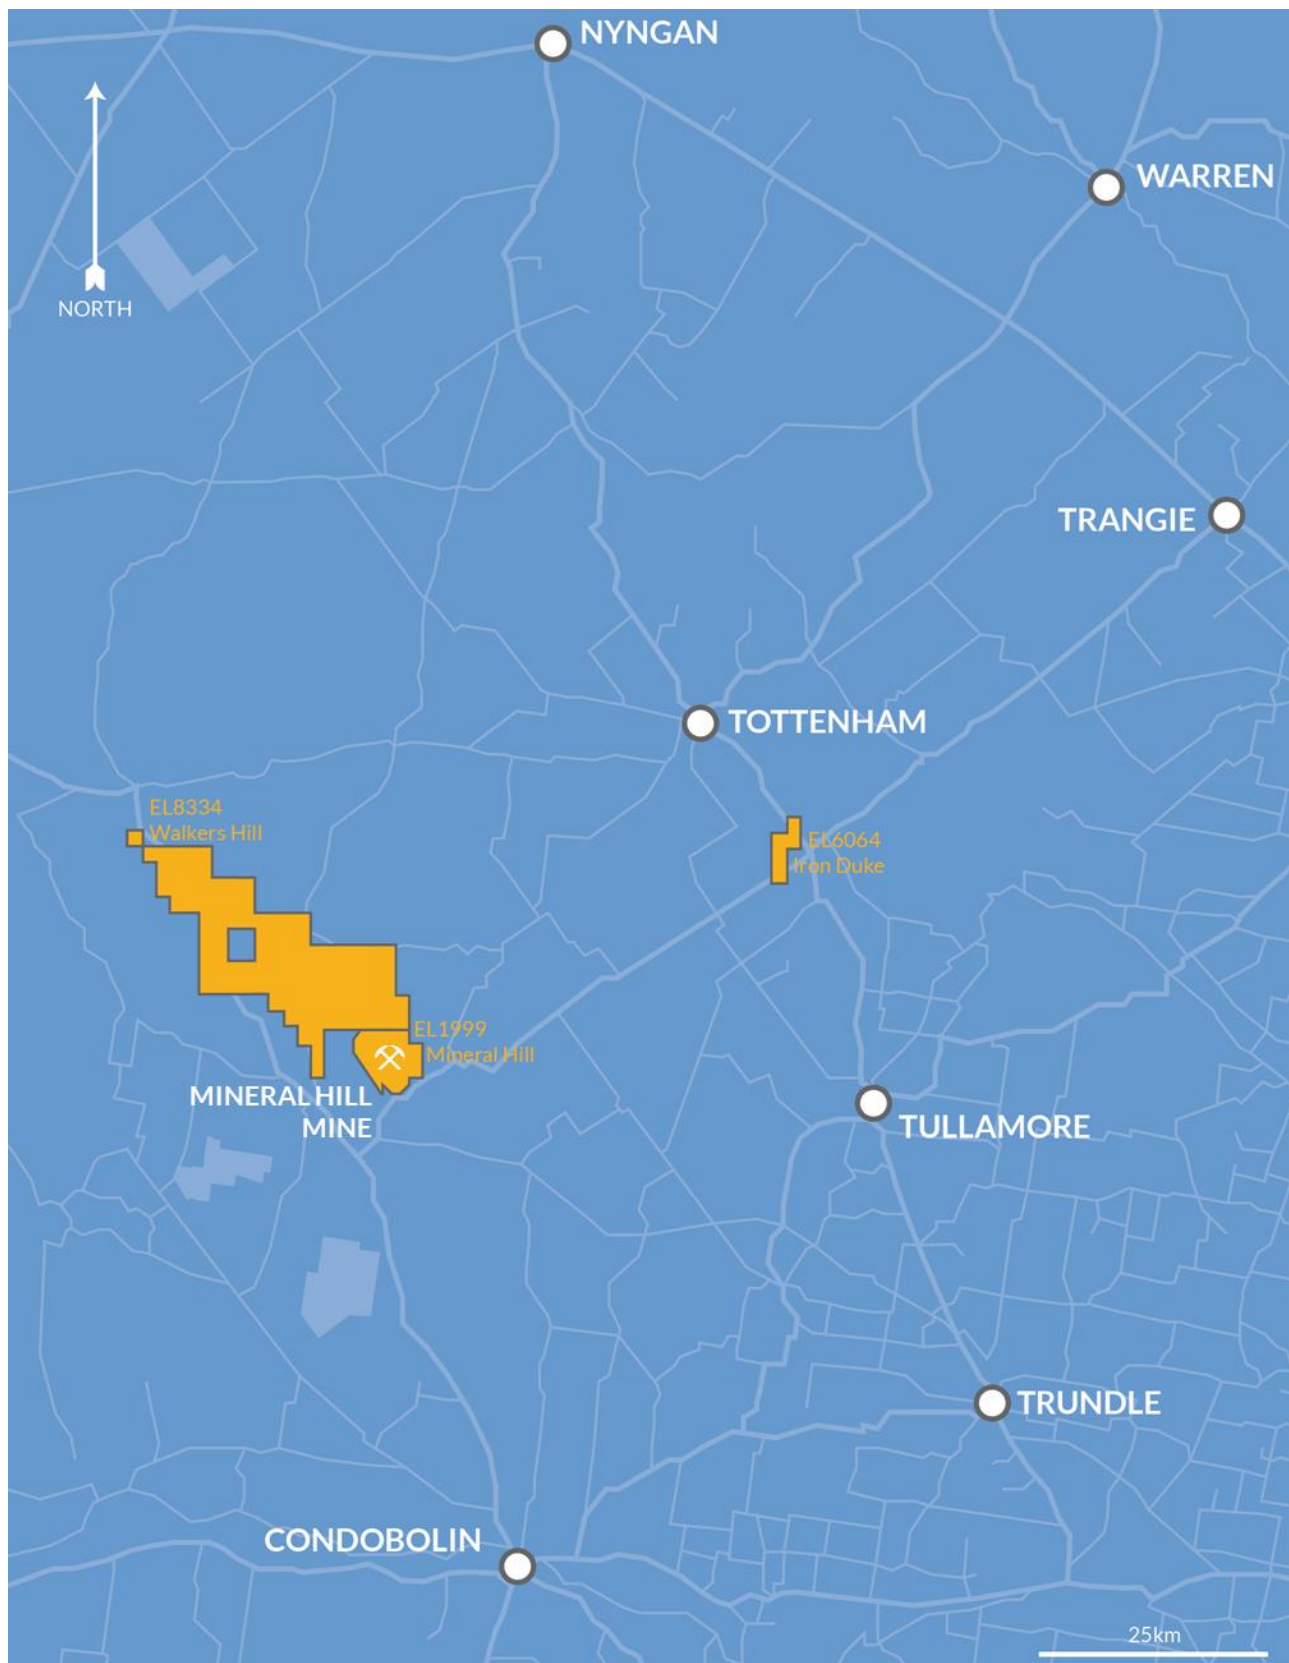 NYNGAN
WARREN
NORTH
TRANGIE
TOTTENHAM
EL8334
Walkers Hill
EL6064
Iron Duke
EL1999
Mineral Hill
MINERAL HILL
MINE
TULLAMORE
TRUNDLE
CONDOBOLIN
25km